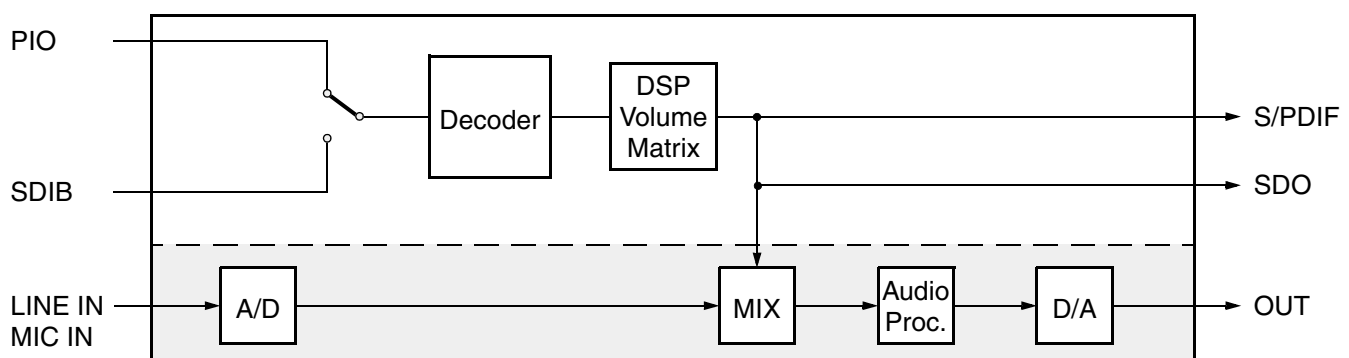 PIO
Decoder
DSP
Volume
Matrix
S/PDIF
SDIB
SDO
LINE IN
MIC IN
A/D
MIX
Audio
Proc.
D/A
OUT